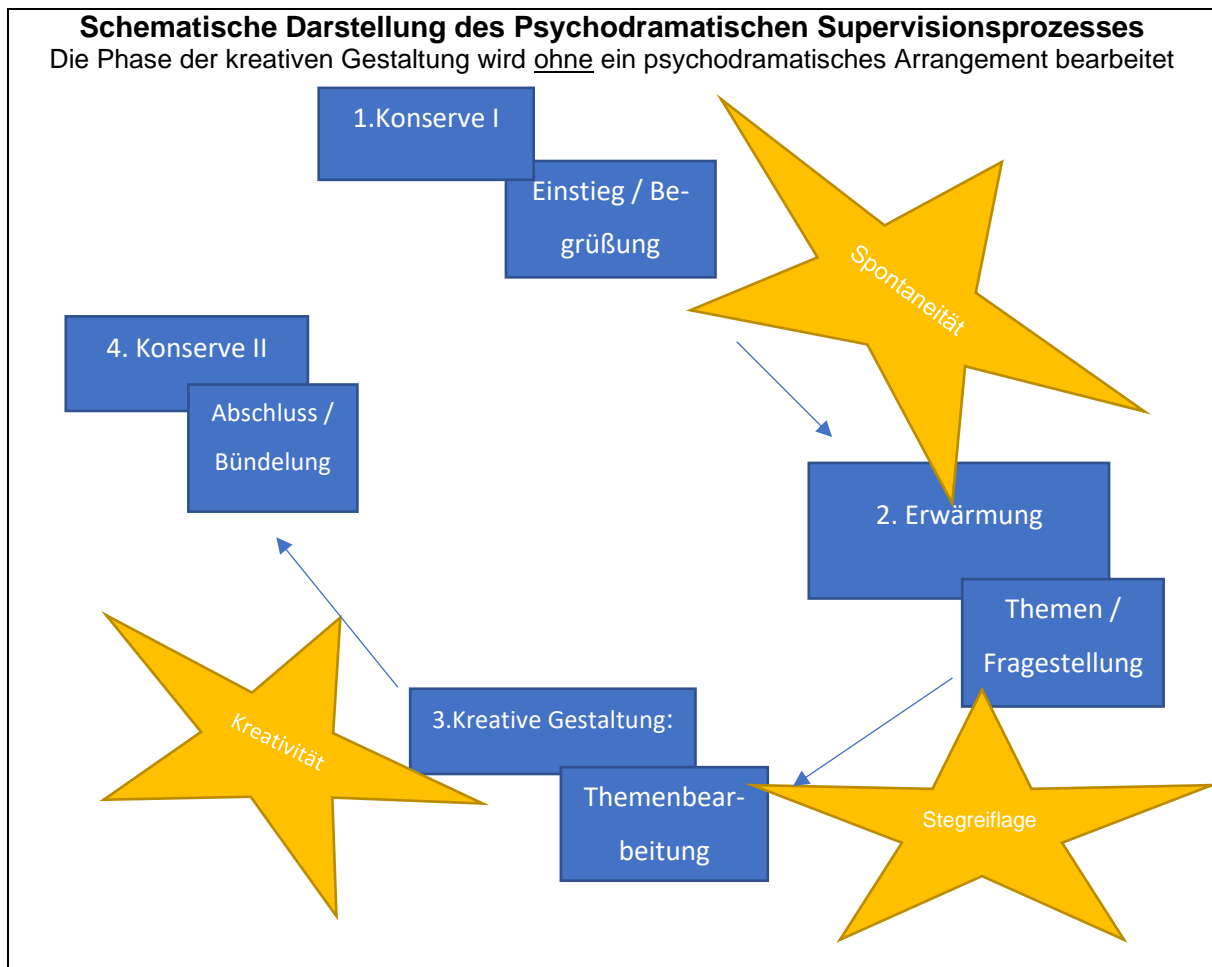 Schematische Darstellung des Psychodramatischen Supervisionsprozesses
Die Phase der kreativen Gestaltung wird ohne ein psychodramatisches Arrangement bearbeitet
1.Konserve I
Einstieg / Be-
grüßung
Spontaneität
4. Konserve II
Abschluss /
Bündelung
2. Erwärmung
Themen /
Fragestellung
3.Kreative Gestaltung:
Themenbear-
beitung
Kreativität
Stegreiflage